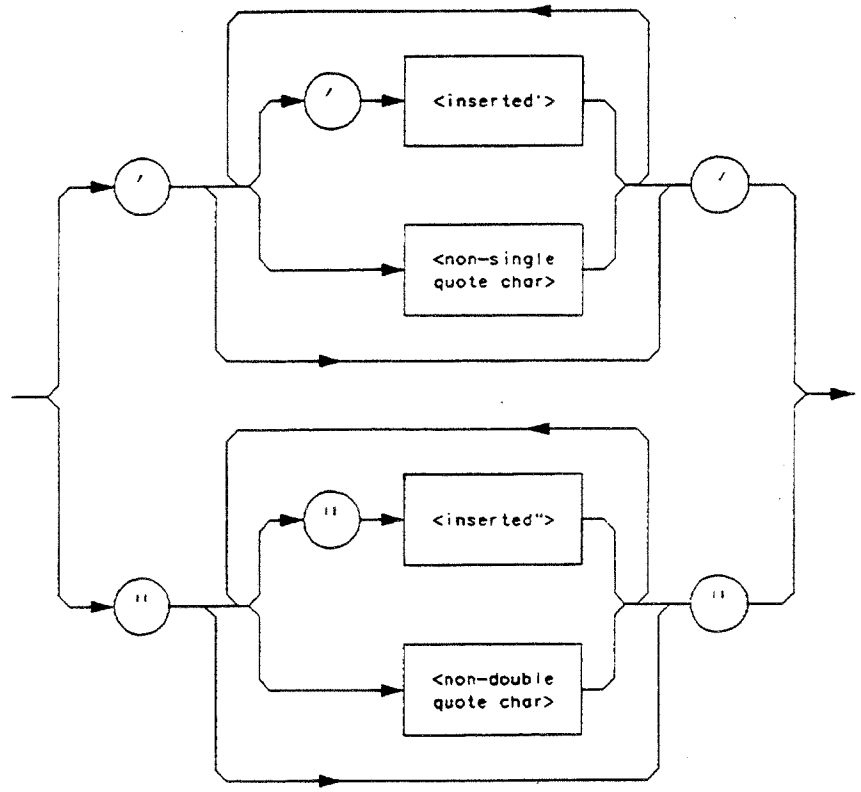 '
<inserted'>
'
'
<non-single
quote char>
"
<inserted">
"
"
<non-double
quote char>